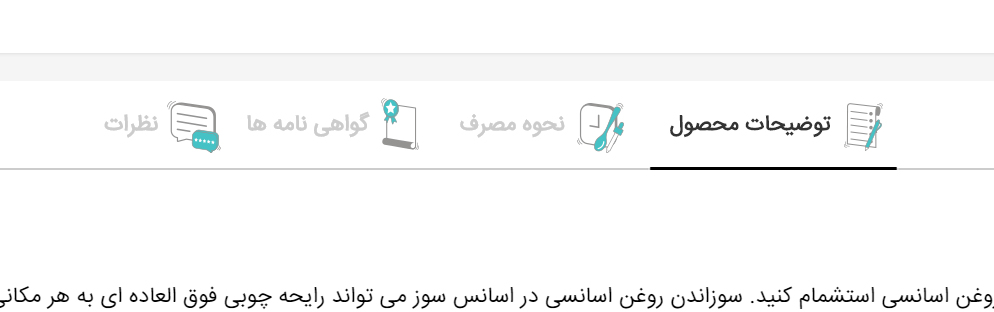 توضیحات محصول
نحوه مصرف
گواهی نامه ها
نظرات
روغن اسانسی استشمام کنید. سوزاندن روغن اسانسی در اسانس سوز می تواند رایحه چوبی فوق العاده ای به هر مکانی